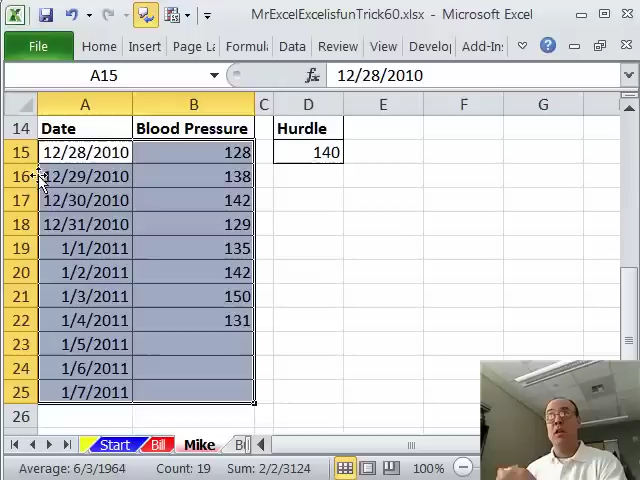 MrExcelExcelisfunTrick60.xlsx - Microsoft Excel
File Home Insert Page La Formula Data Review View Develo Add-Ins
A15 fx 12/28/2010
A B C D E F G
14 Date Blood Pressure Hurdle
15 12/28/2010 128 140
16 12/29/2010 138
17 12/30/2010 142
18 12/31/2010 129
19 1/1/2011 135
20 1/2/2011 142
21 1/3/2011 150
22 1/4/2011 131
23 1/5/2011
24 1/6/2011
25 1/7/2011
26
Start Bill Mike
Average: 6/3/1964 Count: 19 Sum: 2/2/3124 100%